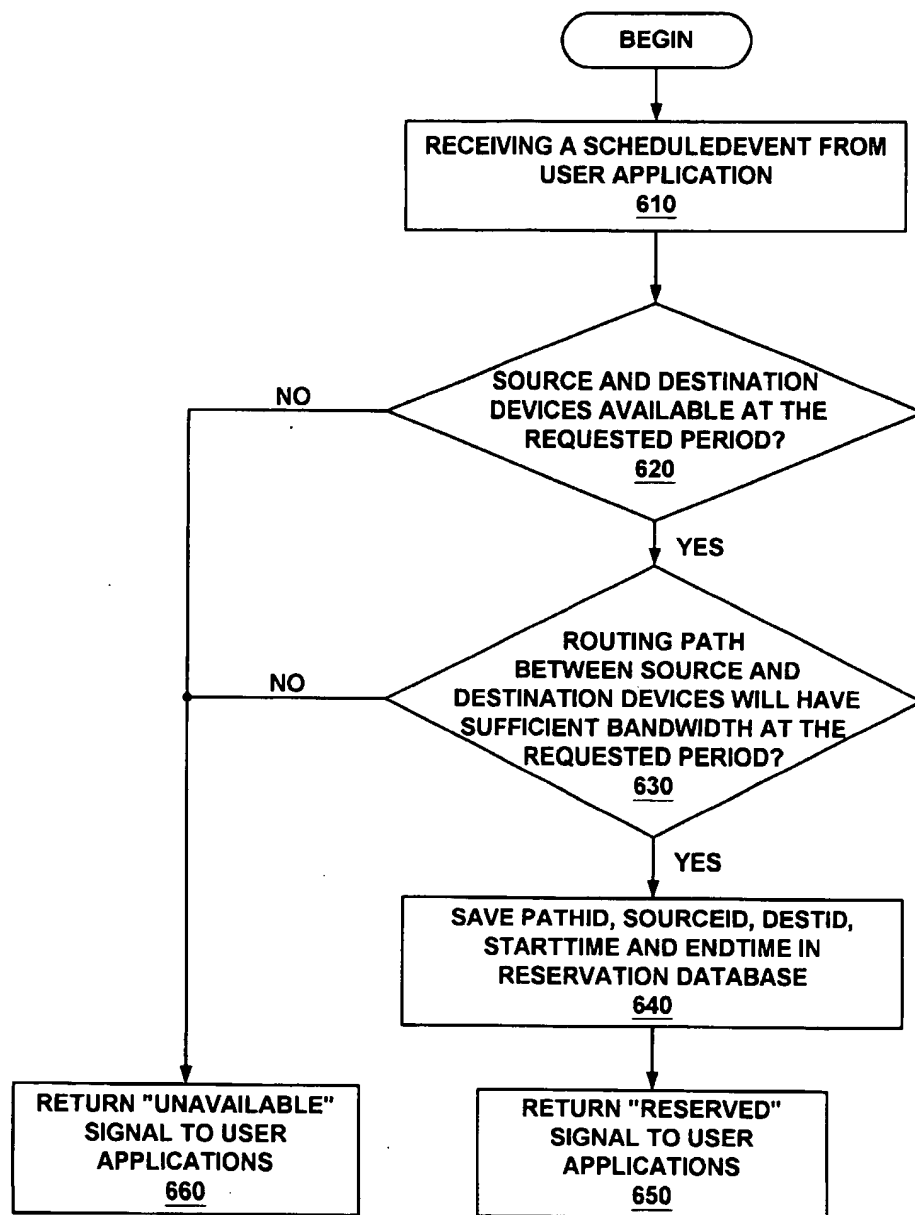 BEGIN
RECEIVING A SCHEDULEDEVENT FROM
USER APPLICATION
610
SOURCE AND DESTINATION
DEVICES AVAILABLE AT THE
REQUESTED PERIOD?
620
NO
YES
ROUTING PATH
BETWEEN SOURCE AND
DESTINATION DEVICES WILL HAVE
SUFFICIENT BANDWIDTH AT THE
REQUESTED PERIOD?
630
NO
YES
SAVE PATHID, SOURCEID, DESTID,
STARTTIME AND ENDTIME IN
RESERVATION DATABASE
640
RETURN "UNAVAILABLE"
SIGNAL TO USER
APPLICATIONS
660
RETURN "RESERVED"
SIGNAL TO USER
APPLICATIONS
650